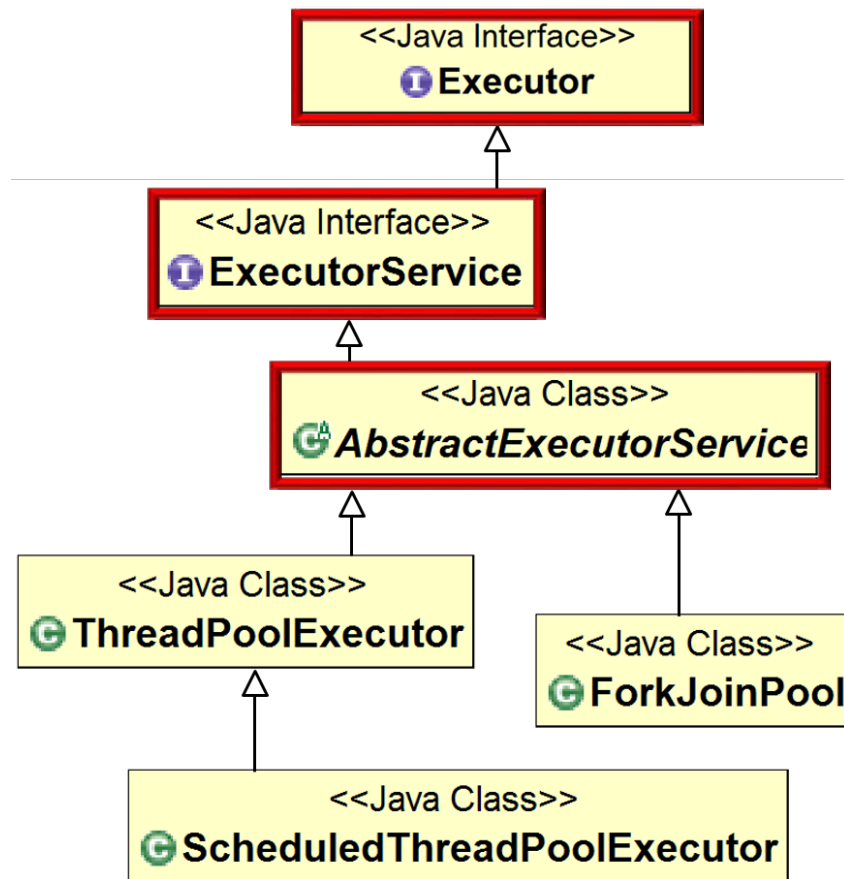 <<Java Interface>>
Executor
<<Java Interface>>
ExecutorService
<<Java Class>>
AbstractExecutorService
<<Java Class>>
ThreadPoolExecutor
<<Java Class>>
ForkJoinPool
<<Java Class>>
ScheduledThreadPoolExecutor